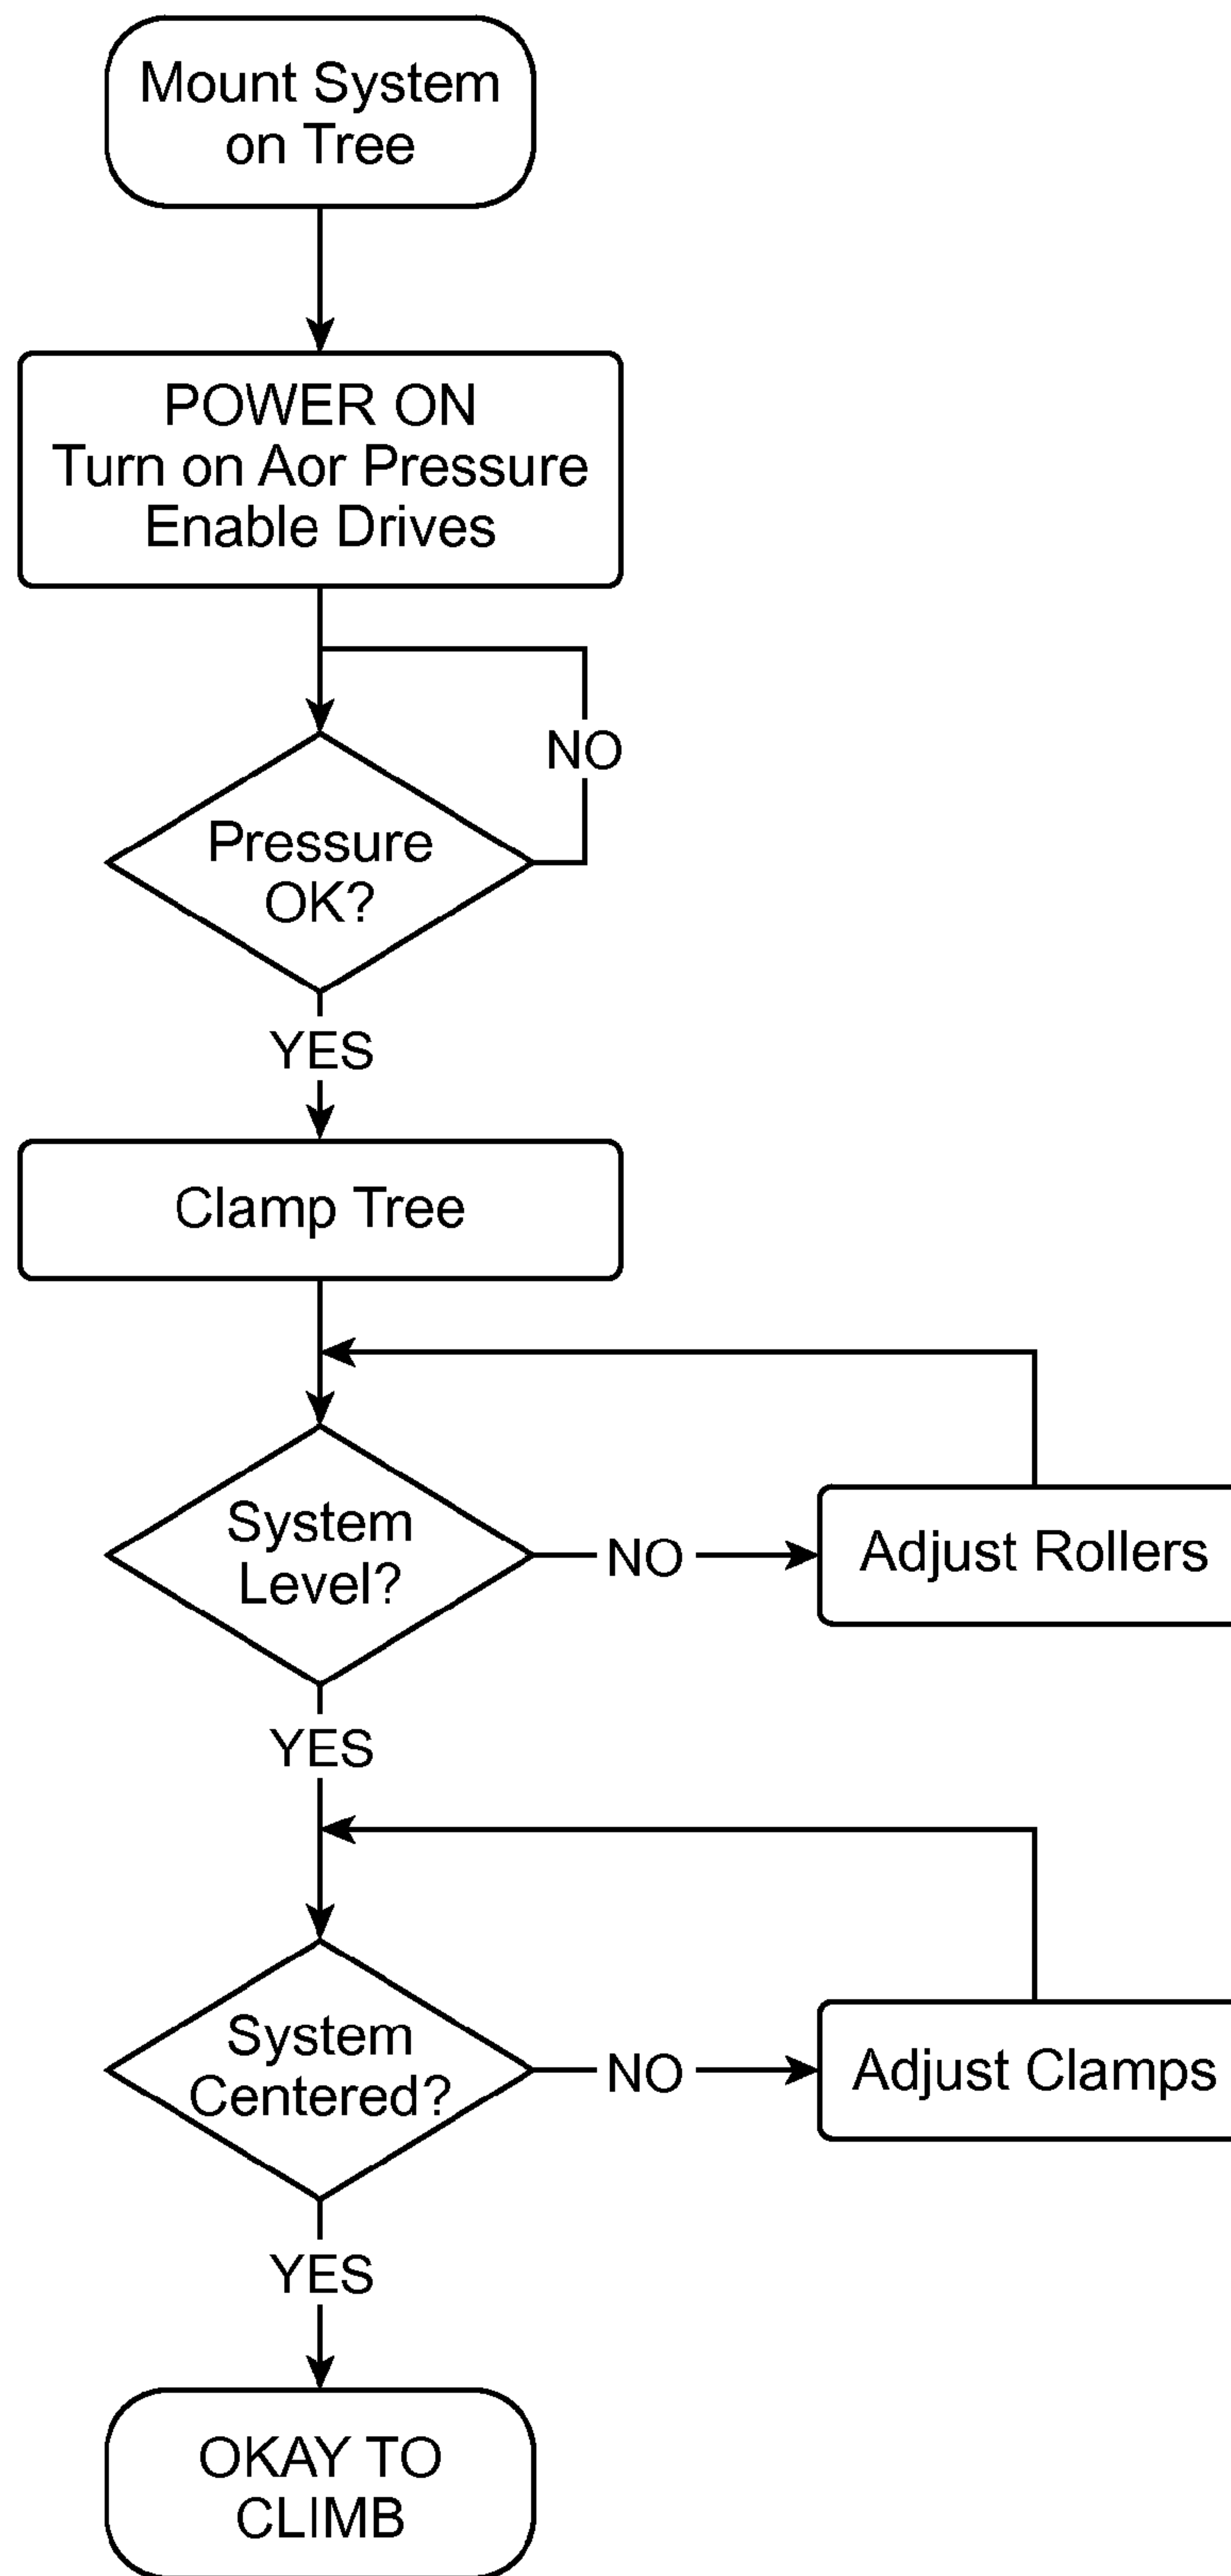 Mount System
on Tree
POWER ON
Turn on Aor Pressure
Enable Drives
NO
Pressure
OK?
YES
Clamp Tree
System
Level?
NO
Adjust Rollers
YES
System
Centered?
NO
Adjust Clamps
YES
OKAY TO
CLIMB